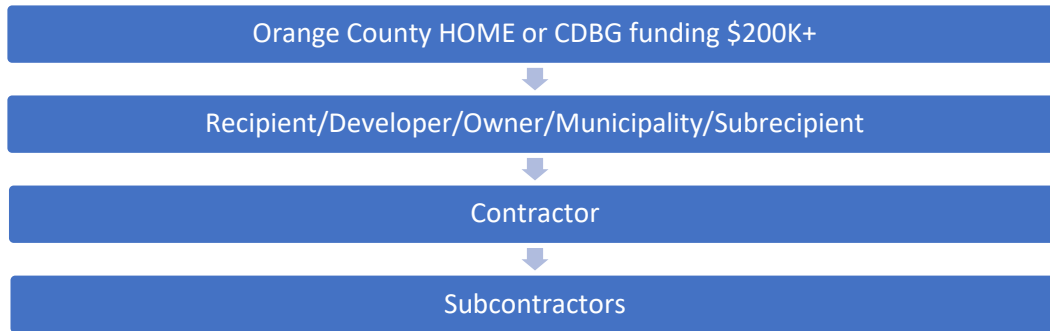 Orange County HOME or CDBG funding $200K+
Recipient/Developer/Owner/Municipality/Subrecipient
Contractor
Subcontractors